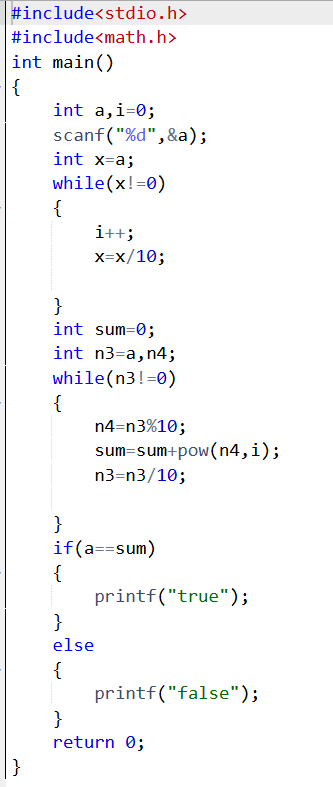 #include<stdio.h>
#include<math.h>
int main()
{
int a,i=0;
scanf("%d",&a);
int x=a;
while(x!=0)
{
i++;
x=x/10;
}
int sum=0;
int n3=a,n4;
while(n3!=0)
{
n4=n3%10;
sum=sum+pow(n4,i);
n3=n3/10;
}
if(a==sum)
{
printf("true");
}
else
{
printf("false");
}
return 0;
}